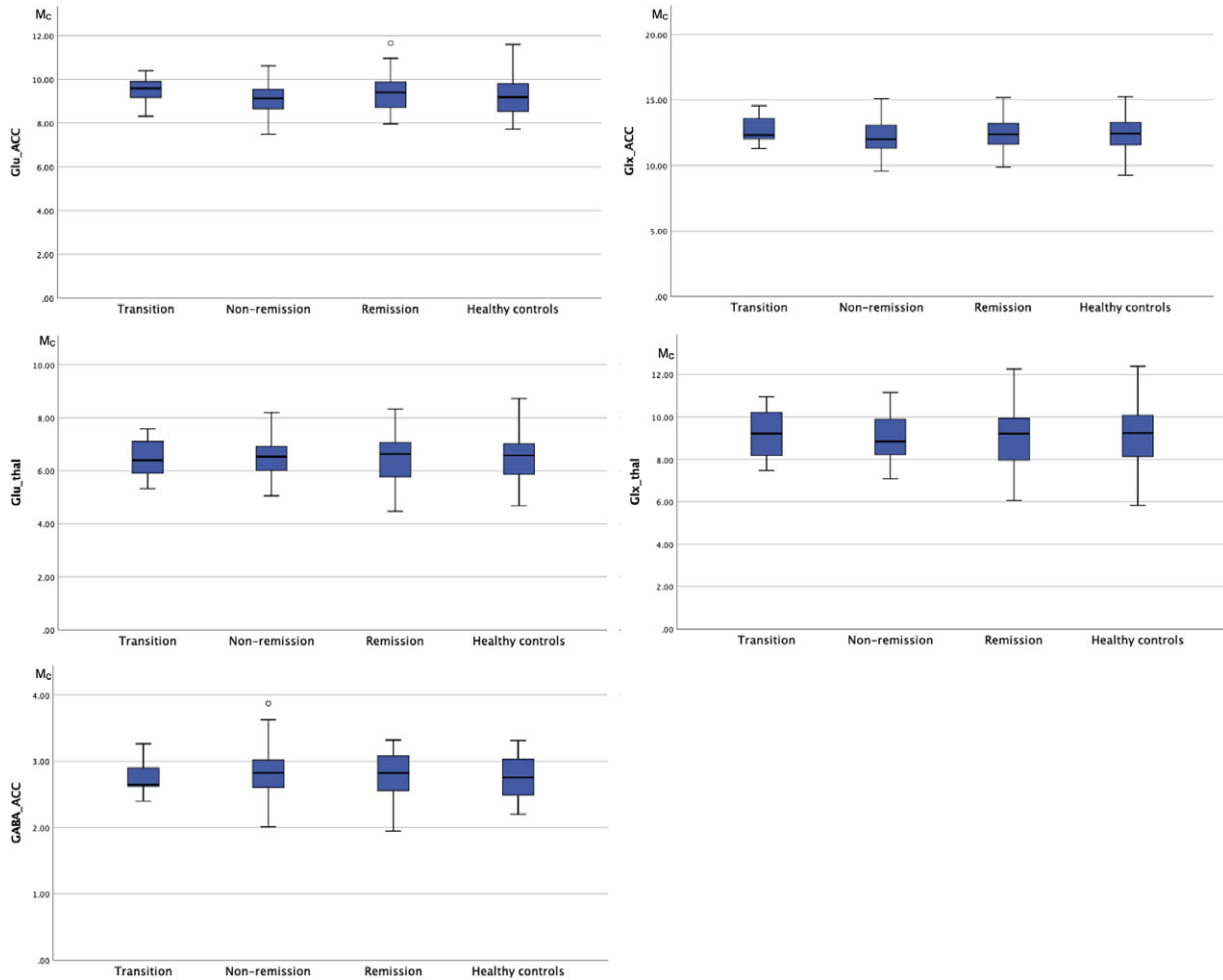 Mc
12.00
10.00
8.00
6.00
4.00
2.00
.00
Glu_ACC
Transition Non-remission Remission Healthy controls
Mc
20.00
15.00
10.00
5.00
.00
Glx_ACC
Transition Non-remission Remission Healthy controls
Mc
10.00
8.00
6.00
4.00
2.00
.00
Glu_thal
Transition Non-remission Remission Healthy controls
Mc
12.00
10.00
8.00
6.00
4.00
2.00
.00
Glx_thal
Transition Non-remission Remission Healthy controls
Mc
4.00
3.00
2.00
1.00
.00
GABA_ACC
Transition Non-remission Remission Healthy controls